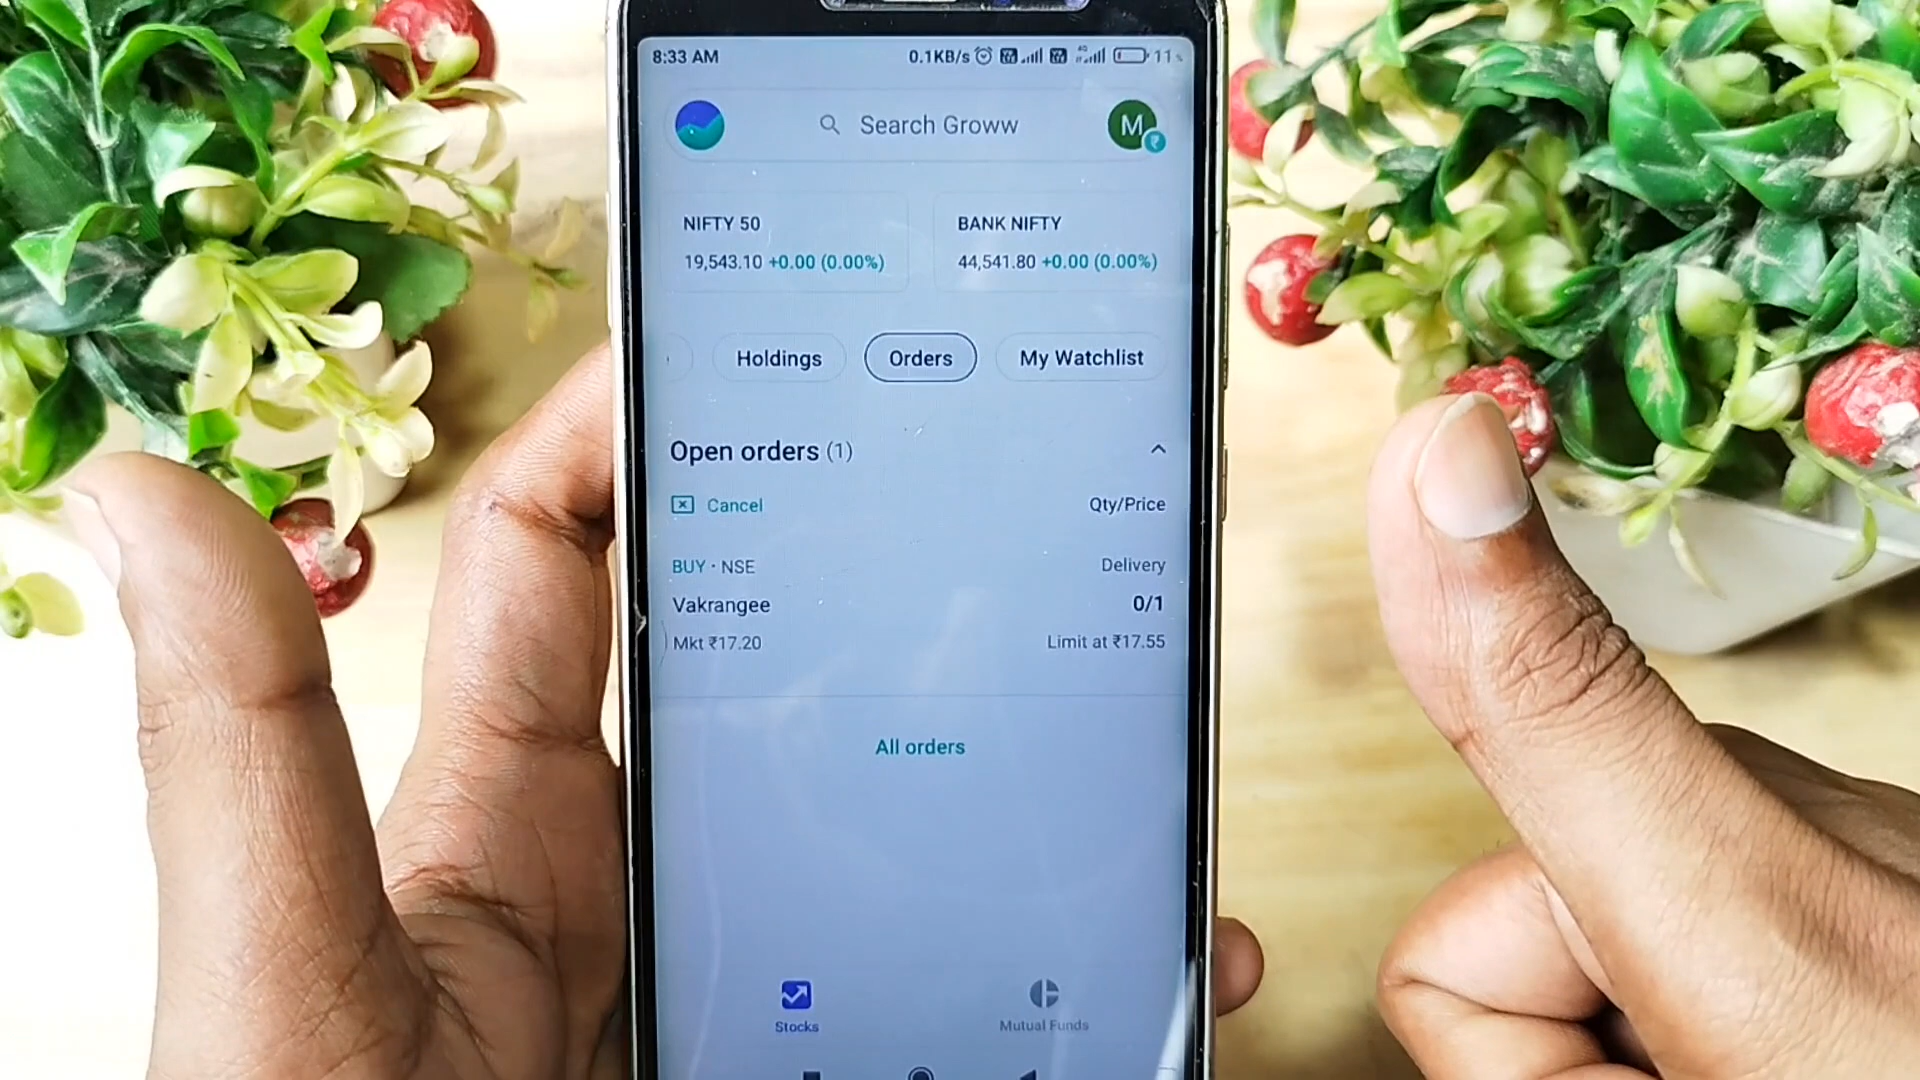 8:33 AM 0.1KB/s 11
Search Groww M
NIFTY 50 BANK NIFTY
19,543.10 +0.00 (0.00%) 44,541.80 +0.00 (0.00%)
Holdings Orders My Watchlist
Open orders (1)
Cancel Qty/Price
BUY · NSE Delivery
Vakrangee 0/1
Mkt ₹17.20 Limit at ₹17.55
All orders
Stocks Mutual Funds